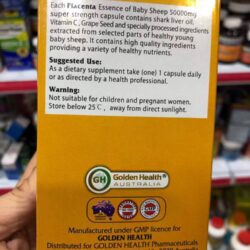 Each Placenta Essence of Baby Sheep 50000mg
super strength capsule contains shark liver oil,
Vitamin C, Grape Seed and specially processed ingredients
extracted from selected parts of healthy young
baby sheep. It contains high quality ingredients
providing a variety of healthy nutrients.
Suggested Use:
As a dietary supplement take (one) 1 capsule daily
or as directed by a health professional.
Warning:
Not suitable for children and pregnant women.
Store below 25C, away from direct sunlight.
GH
Golden Health
AUSTRALIA
Manufactured under GMP licence for
GOLDEN HEALTH
Distributed for GOLDEN HEALTH Pharmaceuticals
Australia